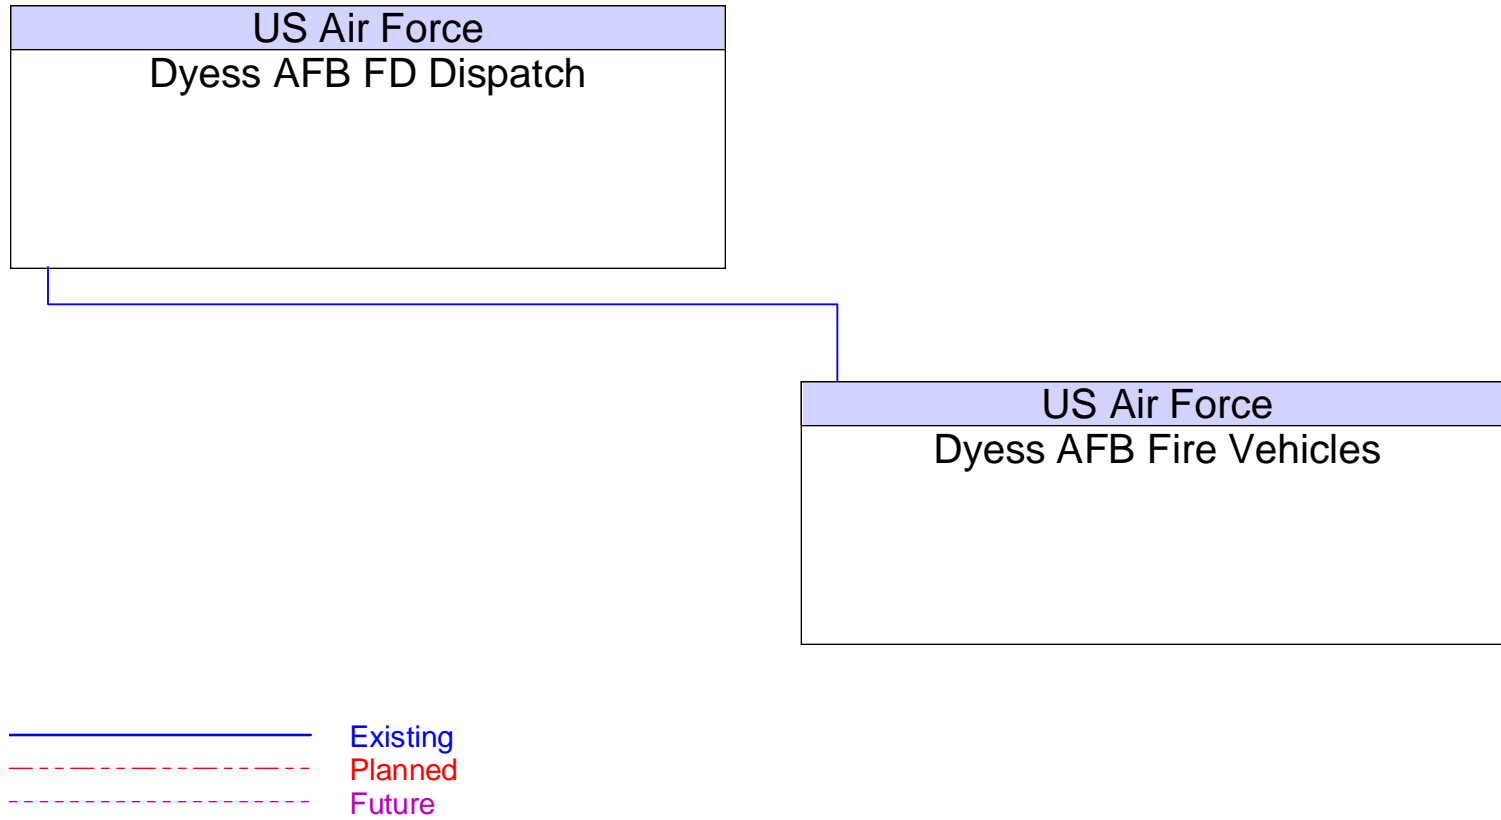 US Air Force
Dyess AFB FD Dispatch
US Air Force
Dyess AFB Fire Vehicles
Existing
Planned
Future